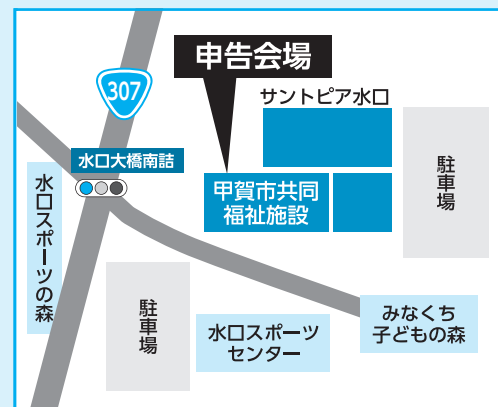 申告会場
307
サントピア水口
水口大橋南詰
駐車場
甲賀市共同
福祉施設
水口スポーツの森
駐車場
みなくち
子どもの森
水口スポーツ
センター